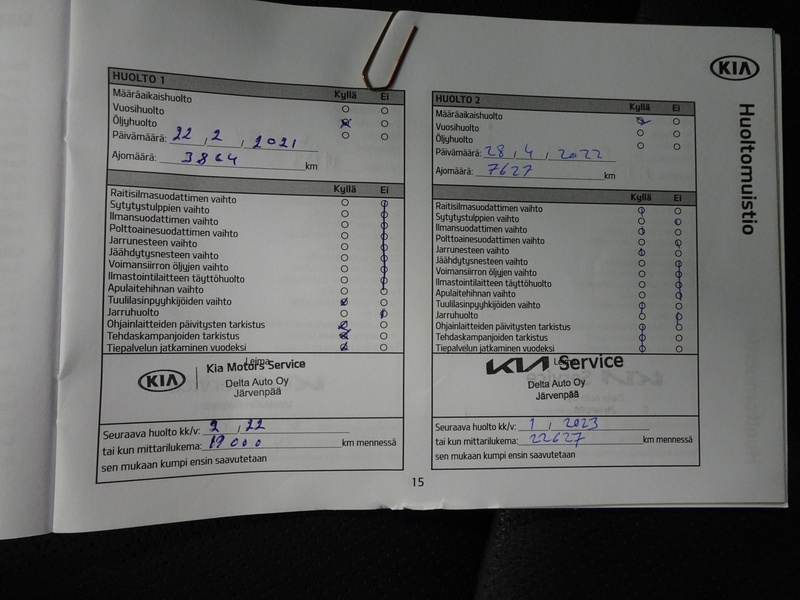 KIA
Huoltomuistio
HUOLTO 1
Kyllä Ei
Määräaikaishuolto
Vuosihuolto
Öljyhuolto
Päivämäärä: 22 , 2 , 2021
Ajomäärä: 3864 km
Kyllä Ei
Raitisilmasuodattimen vaihto
Sytytystulppien vaihto
Ilmansuodattimen vaihto
Polttoainesuodattimen vaihto
Jarrunesteen vaihto
Jäähdytysnesteen vaihto
Voimansiirron öljyjen vaihto
Ilmastointilaitteen täyttöhuolto
Apulaitehihnan vaihto
Tuulilasinpyyhkijöiden vaihto
Jarruhuolto
Ohjainlaitteiden päivitysten tarkistus
Tehdaskampanjoiden tarkistus
Tiepalvelun jatkaminen vuodeksi
Leima
KIA Kia Motors Service
Delta Auto Oy
Järvenpää
Seuraava huolto kk/v: 2 , 22
tai kun mittarilukema: 19000 km mennessä
sen mukaan kumpi ensin saavutetaan
HUOLTO 2
Kyllä Ei
Määräaikaishuolto
Vuosihuolto
Öljyhuolto
Päivämäärä: 28 , 4 , 2022
Ajomäärä: 7627 km
Kyllä Ei
Raitisilmasuodattimen vaihto
Sytytystulppien vaihto
Ilmansuodattimen vaihto
Polttoainesuodattimen vaihto
Jarrunesteen vaihto
Jäähdytysnesteen vaihto
Voimansiirron öljyjen vaihto
Ilmastointilaitteen täyttöhuolto
Apulaitehihnan vaihto
Tuulilasinpyyhkijöiden vaihto
Jarruhuolto
Ohjainlaitteiden päivitysten tarkistus
Tehdaskampanjoiden tarkistus
Tiepalvelun jatkaminen vuodeksi
Leima
KIA Service
Delta Auto Oy
Järvenpää
Seuraava huolto kk/v: 1 , 2023
tai kun mittarilukema: 22627 km mennessä
sen mukaan kumpi ensin saavutetaan
15